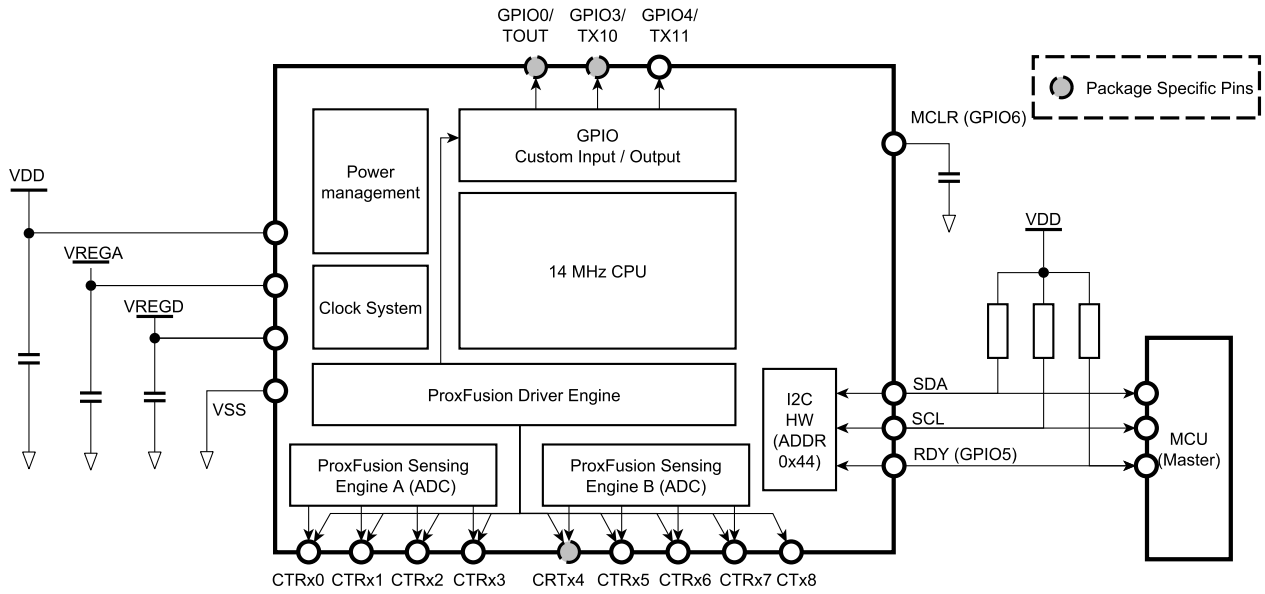 GPIO0/
TOUT
GPIO3/
TX10
GPIO4/
TX11
Package Specific Pins
MCLR (GPIO6)
GPIO
Custom Input / Output
Power
management
VDD
VREGA
VREGD
VSS
14 MHz CPU
Clock System
VDD
ProxFusion Driver Engine
I2C
HW
(ADDR
0x44)
SDA
SCL
RDY (GPIO5)
MCU
(Master)
ProxFusion Sensing
Engine A (ADC)
ProxFusion Sensing
Engine B (ADC)
CTRx0 CTRx1 CTRx2 CTRx3 CRTx4 CTRx5 CTRx6 CTRx7 CTx8